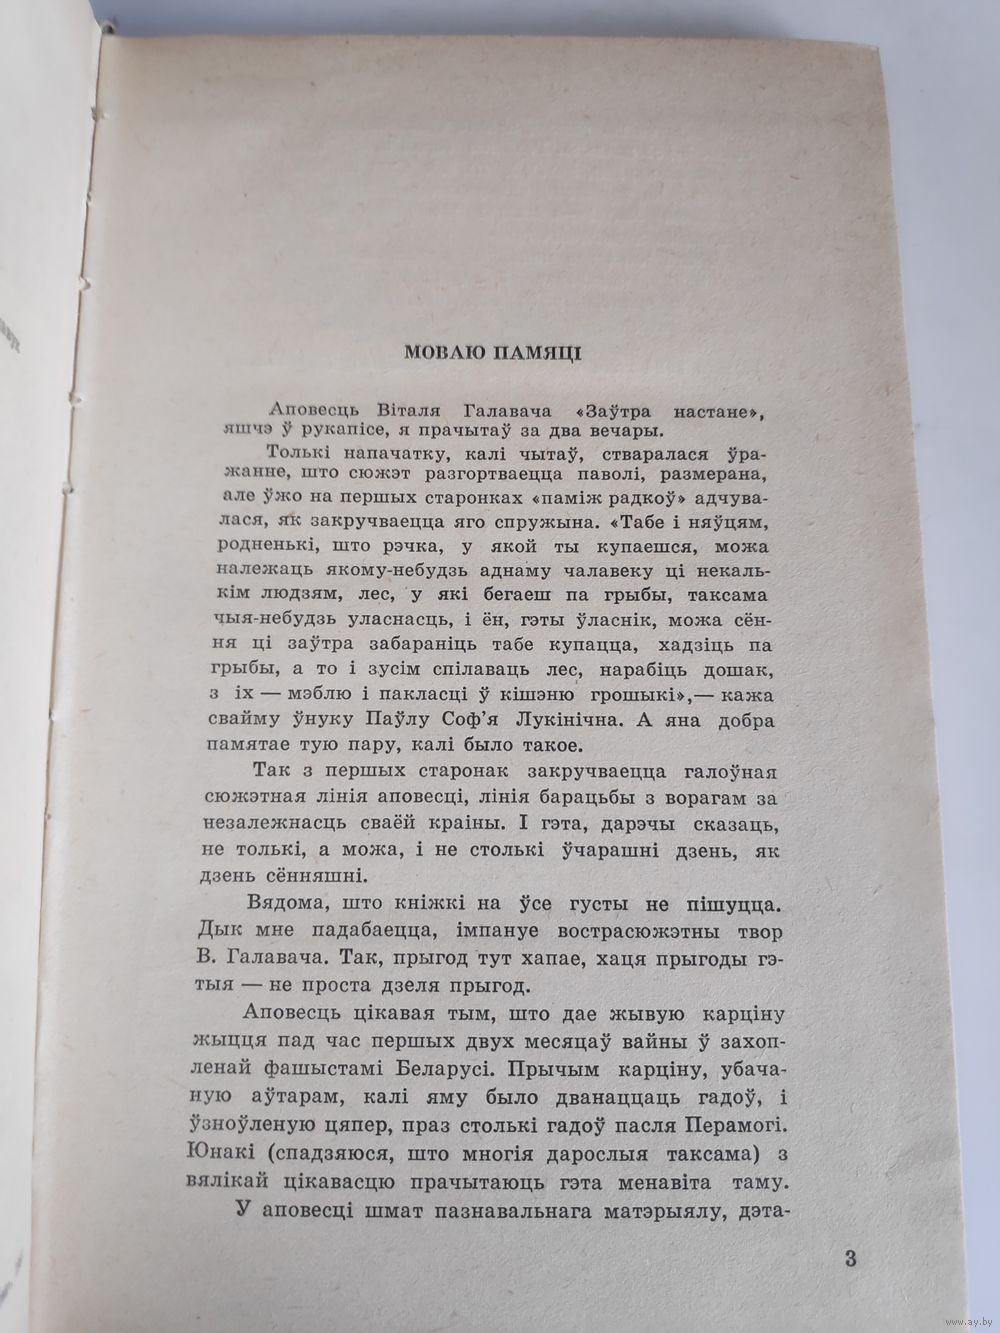 МОВАЮ ПАМЯЦІ
Аповесць Віталя Галавача «Заўтра настане»,
яшчэ ў рукапісе, я прачытаў за два вечары.
Толькі напачатку, калі чытаў, стваралася ўра-
жанне, што сюжэт разгортваецца паволі, размерана,
але ўжо на першых старонках «паміж радкоў» адчува-
лася, як закручваецца яго спружына. «Табе і няўцям,
родненькі, што рэчка, у якой ты купаешся, можа
належаць якому-небудзь аднаму чалавеку ці некаль-
кім людзям, лес, у які бегаеш па грыбы, таксама
чыя-небудзь уласнасць, і ён, гэты ўласнік, можа сён-
ня ці заўтра забараніць табе купацца, хадзіць па
грыбы, а то і зусім спілаваць лес, нарабіць дошак,
з іх — мэблю і пакласці ў кішэню грошыкі»,— кажа
свайму ўнуку Паўлу Соф'я Лукінічна. А яна добра
памятае тую пару, калі было такое.
Так з першых старонак закручваецца галоўная
сюжэтная лінія аповесці, лінія барацьбы з ворагам за
незалежнасць сваёй краіны. І гэта, дарэчы сказаць,
не толькі, а можа, і не столькі ўчарашні дзень, як
дзень сённяшні.
Вядома, што кніжкі на ўсе густы не пішуцца.
Дык мне падабаецца, імпануе вострасюжэтны твор
В. Галавача. Так, прыгод тут хапае, хаця прыгоды гэ-
тыя — не проста дзеля прыгод.
Аповесць цікавая тым, што дае жывую карціну
жыцця пад час першых двух месяцаў вайны ў захоп-
ленай фашыстамі Беларусі. Прычым карціну, убача-
ную аўтарам, калі яму было дванаццаць гадоў, і
ўзноўленую цяпер, праз столькі гадоў пасля Перамогі.
Юнакі (спадзяюся, што многія дарослыя таксама) з
вялікай цікавасцю прачытаюць гэта менавіта таму.
У аповесці шмат пазнавальнага матэрыялу, дэта-
3
www.ay.by